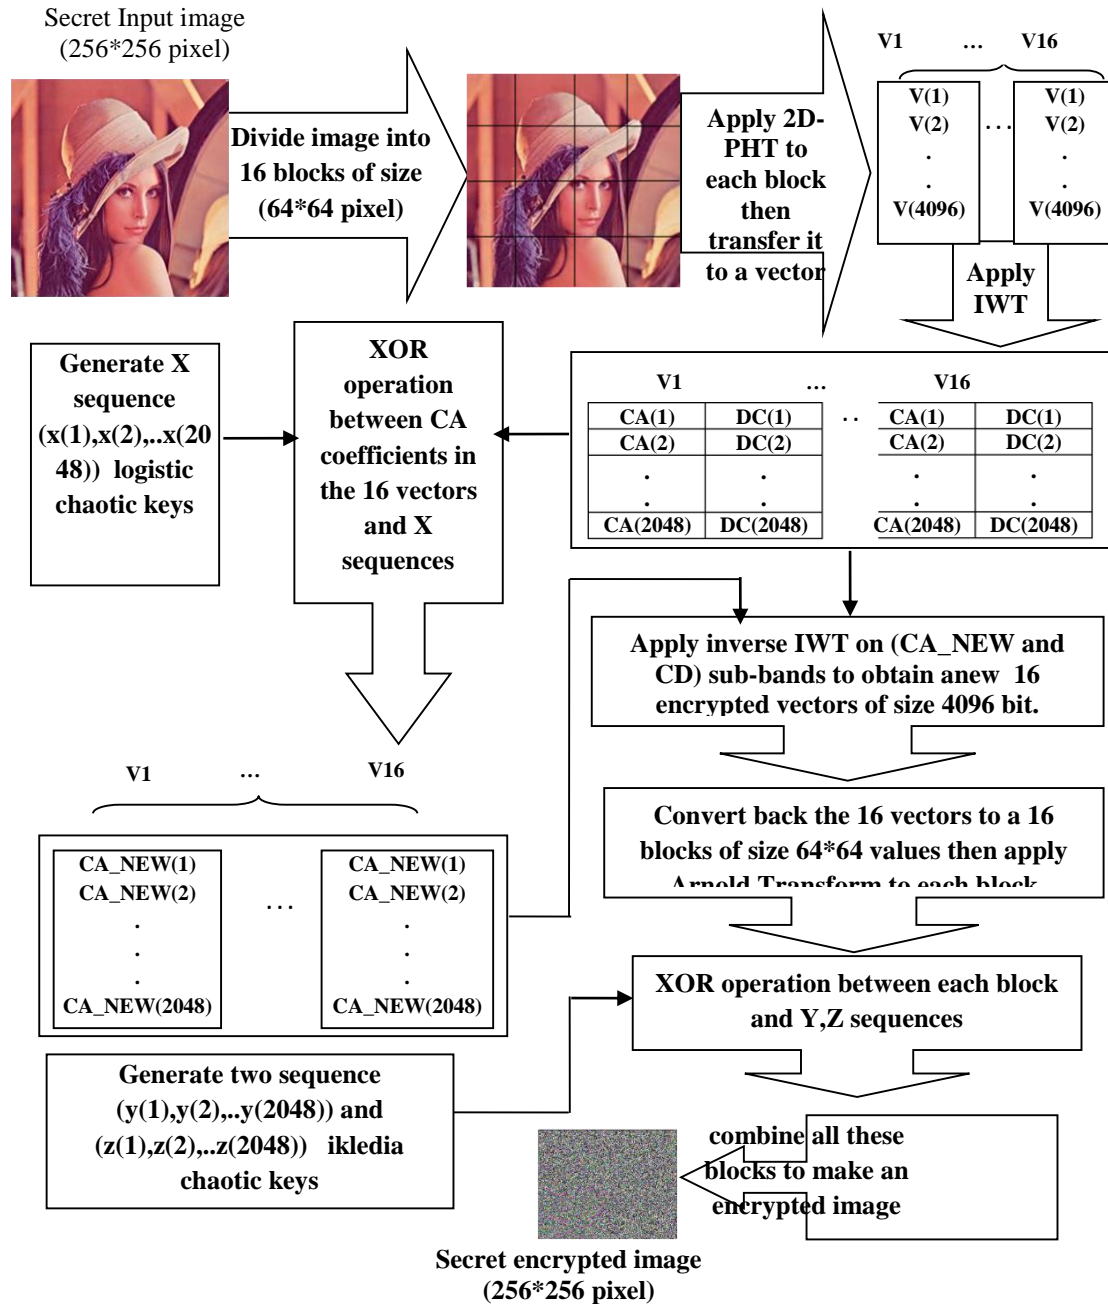 Secret Input image
(256*256 pixel)
Divide image into
16 blocks of size
(64*64 pixel)
Apply 2D-
PHT to
each block
then
transfer it
to a vector
V1 ... V16
V(1) V(1)
V(2) ... V(2)
. .
. .
V(4096) V(4096)
Apply
IWT
Generate X
sequence
(x(1),x(2),..x(20
48)) logistic
chaotic keys
XOR
operation
between CA
coefficients in
the 16 vectors
and X
sequences
V1 ... V16
CA(1) DC(1) .. CA(1) DC(1)
CA(2) DC(2) CA(2) DC(2)
. . . .
. . . .
CA(2048) DC(2048) CA(2048) DC(2048)
Apply inverse IWT on (CA_NEW and
CD) sub-bands to obtain anew 16
encrypted vectors of size 4096 bit.
V1 ... V16
CA_NEW(1) CA_NEW(1)
CA_NEW(2) ... CA_NEW(2)
. .
. .
. .
CA_NEW(2048) CA_NEW(2048)
Convert back the 16 vectors to a 16
blocks of size 64*64 values then apply
Arnold Transform to each block
XOR operation between each block
and Y,Z sequences
Generate two sequence
(y(1),y(2),..y(2048)) and
(z(1),z(2),..z(2048)) ikledia
chaotic keys
combine all these
blocks to make an
encrypted image
Secret encrypted image
(256*256 pixel)